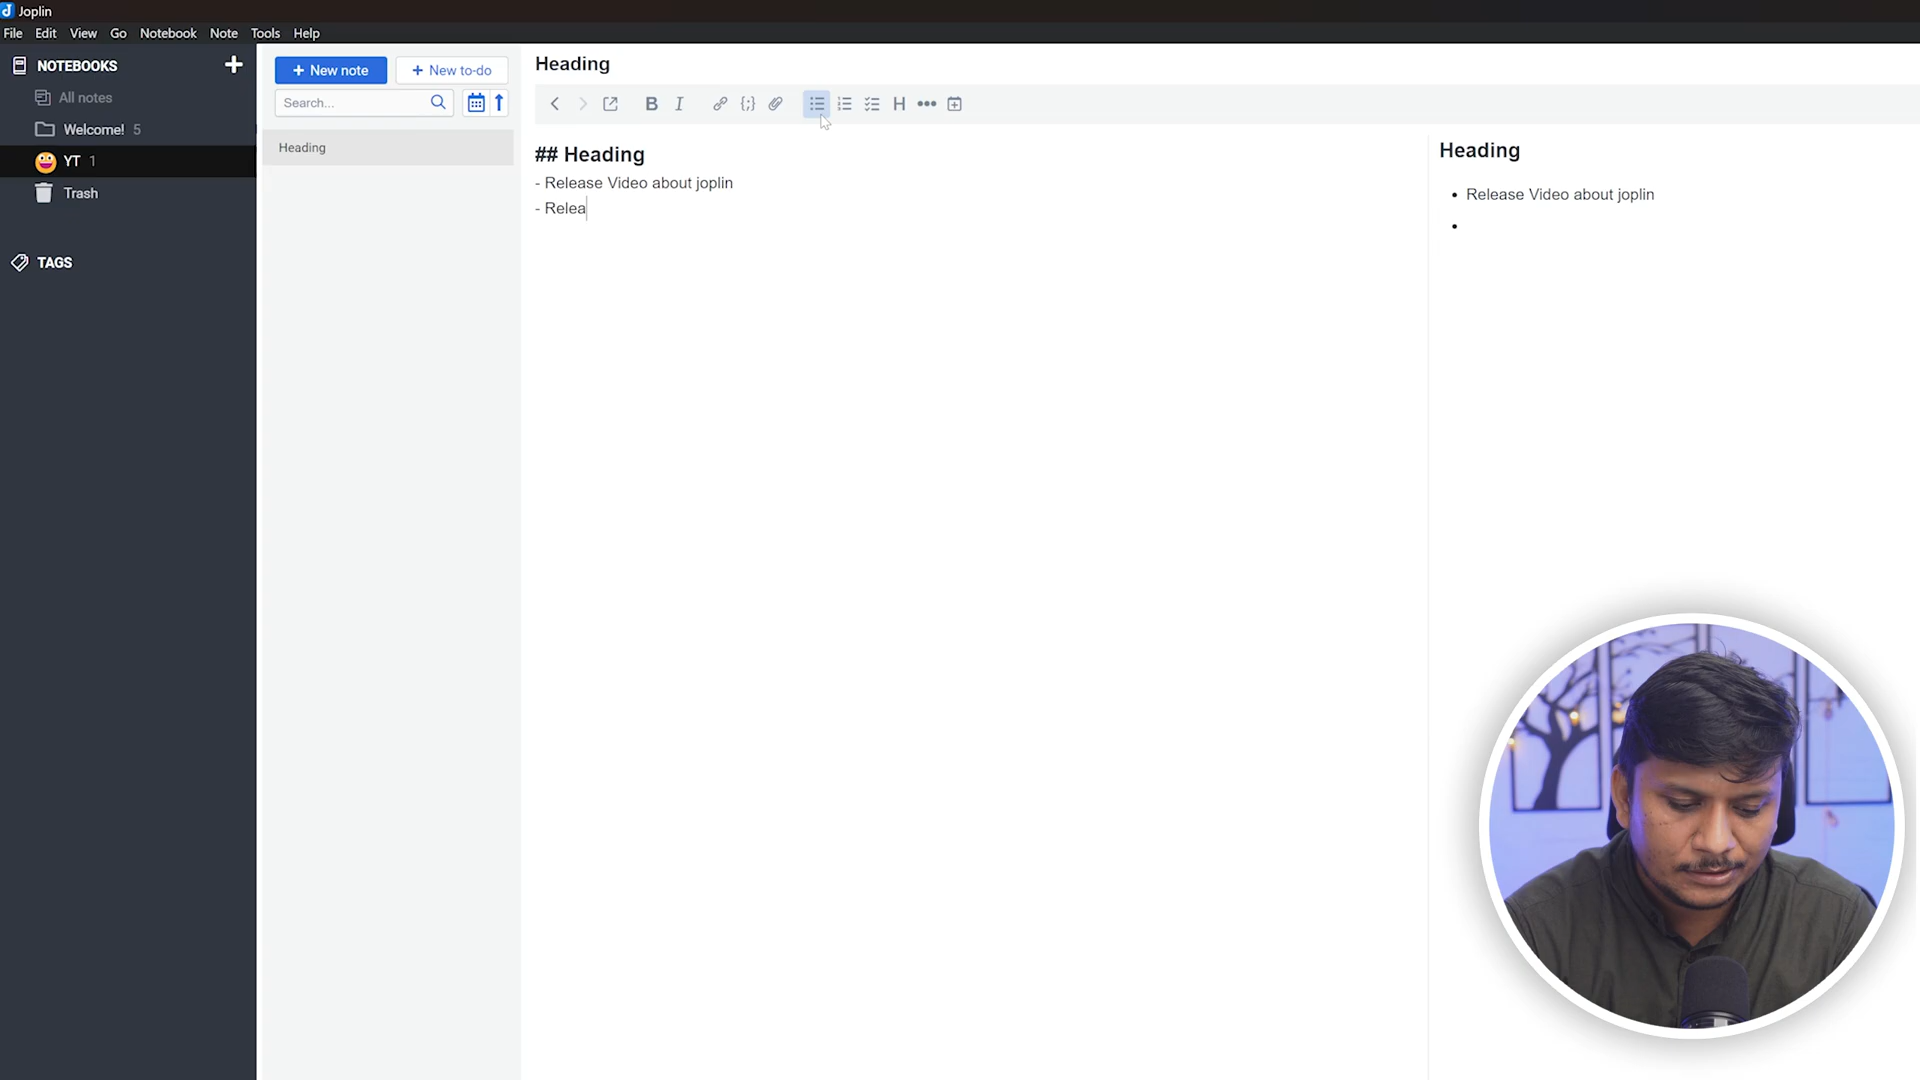 Joplin
File Edit View Go Notebook Note Tools Help
NOTEBOOKS
All notes
Welcome! 5
YT 1
Trash
TAGS
+ New note
+ New to-do
Search...
Heading
Heading
B I H
## Heading
- Release Video about joplin
- Relea
Heading
• Release Video about joplin
•